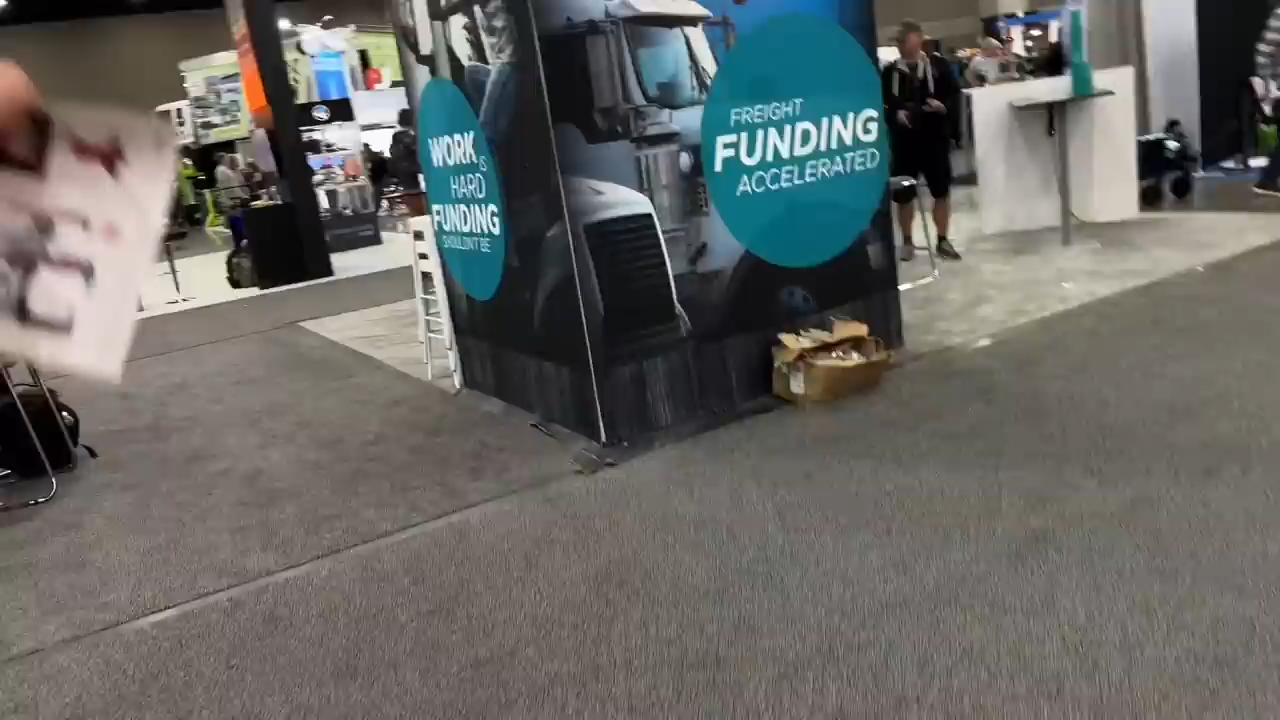 WORK IS
HARD
FUNDING
SHOULDN'T BE
FREIGHT
FUNDING
ACCELERATED